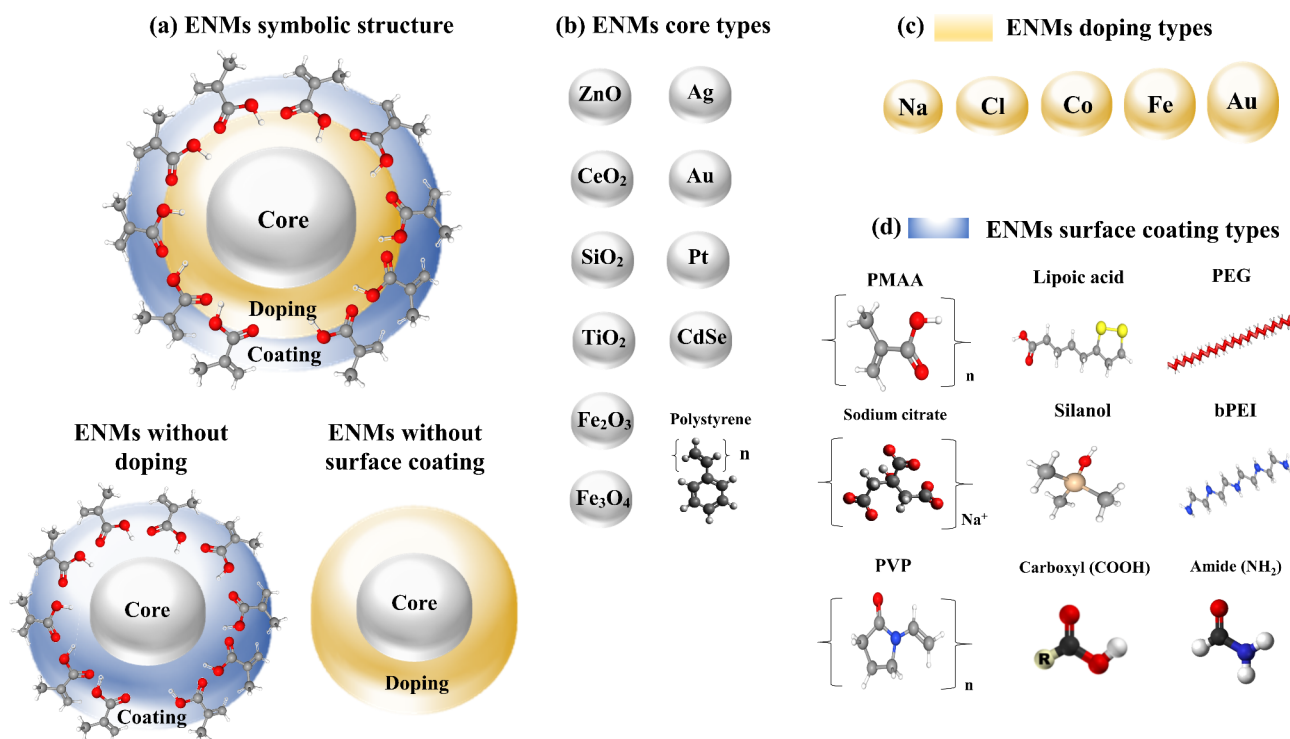 (a) ENMs symbolic structure
Core
Doping
Coating
ENMs without
doping
Core
Coating
ENMs without
surface coating
Core
Doping
(b) ENMs core types
ZnO
Ag
CeO₂
Au
SiO₂
Pt
TiO₂
CdSe
Fe₂O₃
Polystyrene
n
Fe₃O₄
(c) ENMs doping types
Na
Cl
Co
Fe
Au
(d) ENMs surface coating types
PMAA
n
Lipoic acid
PEG
Sodium citrate
Na⁺
Silanol
bPEI
PVP
n
Carboxyl (COOH)
R
Amide (NH₂)